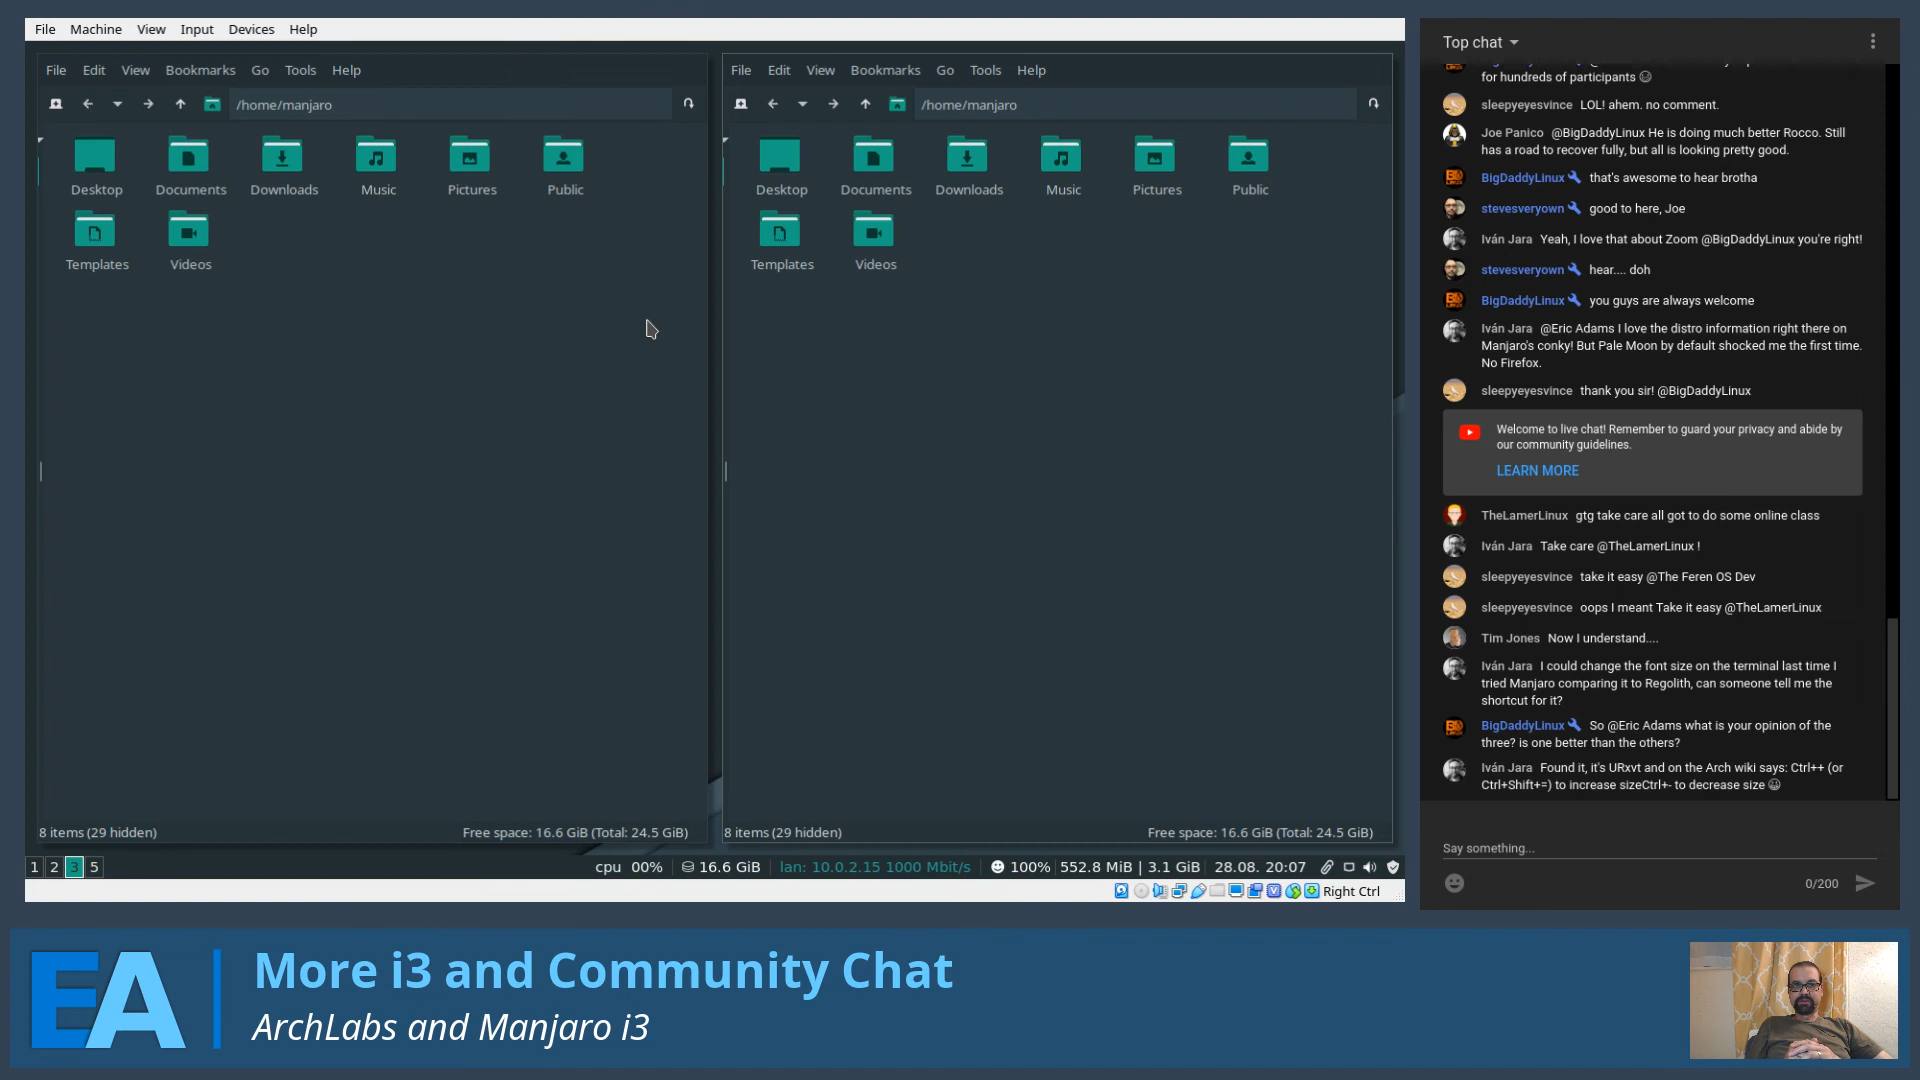 File Machine View Input Devices Help
File Edit View Bookmarks Go Tools Help
/home/manjaro
Desktop Documents Downloads Music Pictures Public
Templates Videos
8 items (29 hidden) Free space: 16.6 GiB (Total: 24.5 GiB)
File Edit View Bookmarks Go Tools Help
/home/manjaro
Desktop Documents Downloads Music Pictures Public
Templates Videos
8 items (29 hidden) Free space: 16.6 GiB (Total: 24.5 GiB)
1 2 3 5 cpu 00% 16.6 GiB lan: 10.0.2.15 1000 Mbit/s 100% 552.8 MiB | 3.1 GiB 28.08. 20:07
Right Ctrl
Top chat
for hundreds of participants
sleepyeyesvince LOL! ahem. no comment.
Joe Panico @BigDaddyLinux He is doing much better Rocco. Still
has a road to recover fully, but all is looking pretty good.
BigDaddyLinux that's awesome to hear brotha
stevesveryown good to here, Joe
Iván Jara Yeah, I love that about Zoom @BigDaddyLinux you're right!
stevesveryown hear.... doh
BigDaddyLinux you guys are always welcome
Iván Jara @Eric Adams I love the distro information right there on
Manjaro's conky! But Pale Moon by default shocked me the first time.
No Firefox.
sleepyeyesvince thank you sir! @BigDaddyLinux
Welcome to live chat! Remember to guard your privacy and abide by
our community guidelines.
LEARN MORE
TheLamerLinux gtg take care all got to do some online class
Iván Jara Take care @TheLamerLinux !
sleepyeyesvince take it easy @The Feren OS Dev
sleepyeyesvince oops I meant Take it easy @TheLamerLinux
Tim Jones Now I understand....
Iván Jara I could change the font size on the terminal last time I
tried Manjaro comparing it to Regolith, can someone tell me the
shortcut for it?
BigDaddyLinux So @Eric Adams what is your opinion of the
three? is one better than the others?
Iván Jara Found it, it's URxvt and on the Arch wiki says: Ctrl++ (or
Ctrl+Shift+=) to increase sizeCtrl+- to decrease size
Say something...
0/200
EA
More i3 and Community Chat
ArchLabs and Manjaro i3